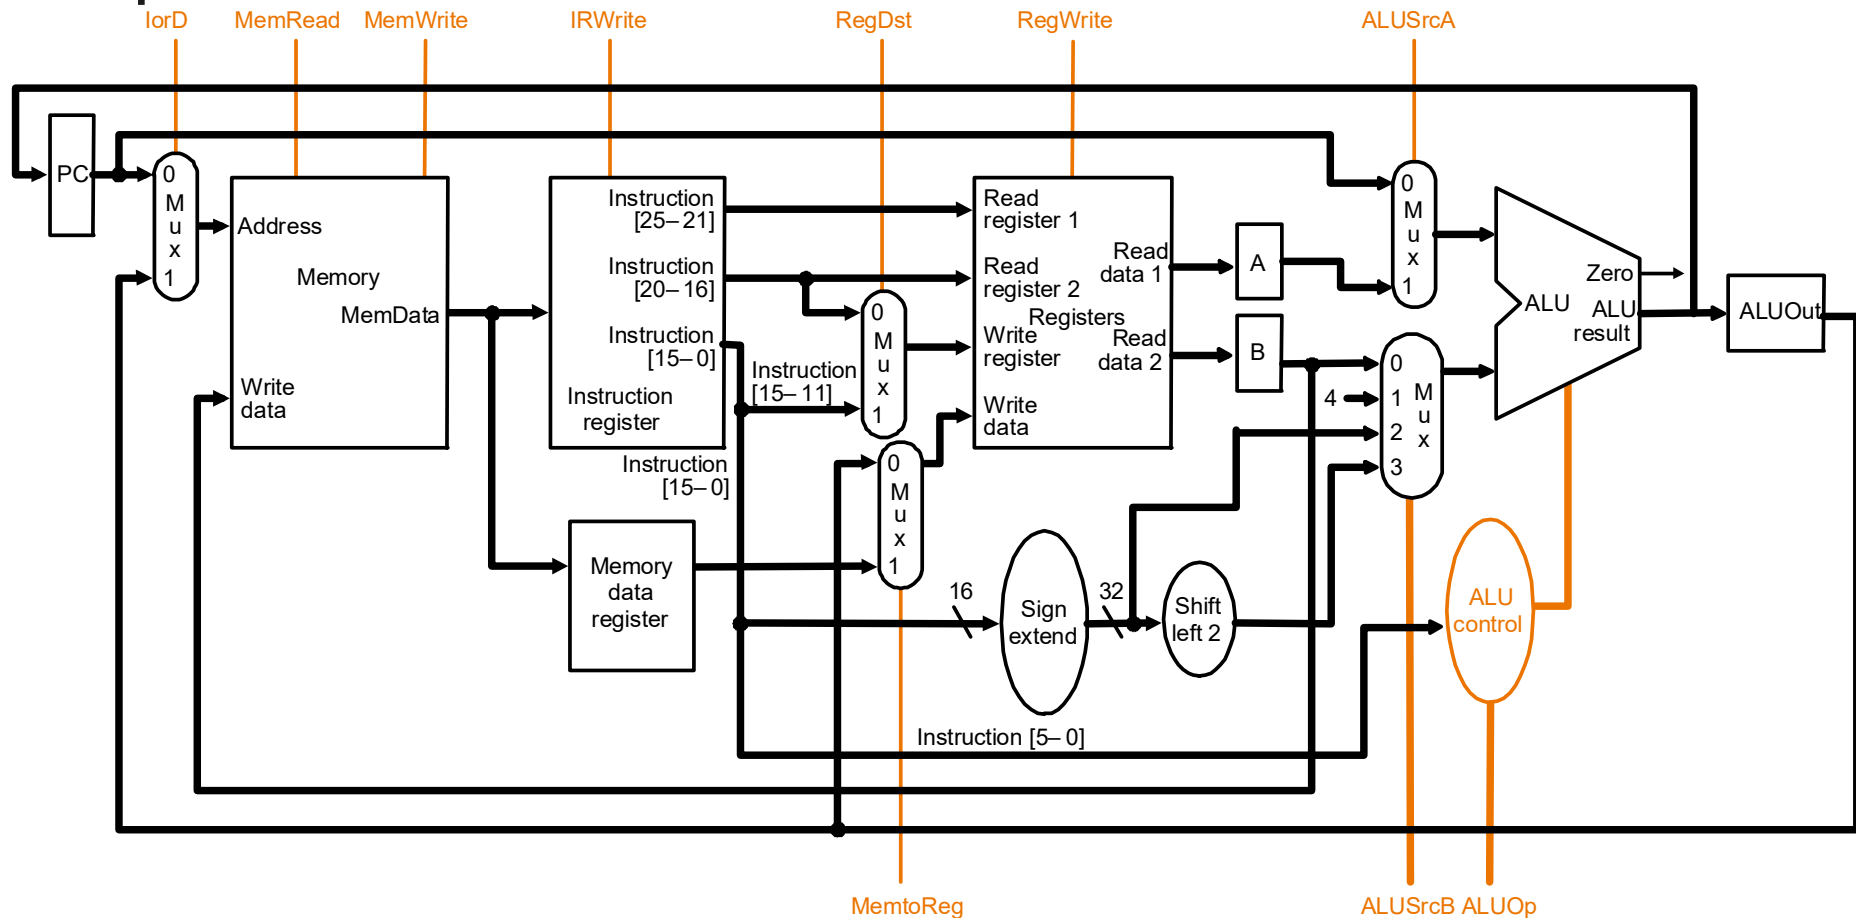 IorD
MemRead
MemWrite
IRWrite
RegDst
RegWrite
ALUSrcA
PC
0
M
u
x
1
Address
Memory
MemData
Write
data
Instruction
[25–21]
Instruction
[20–16]
Instruction
[15–0]
Instruction
register
Instruction
[15–11]
Instruction
[15–0]
0
M
u
x
1
0
M
u
x
1
Memory
data
register
Read
register 1
Read
register 2
Registers
Write
register
Write
data
Read
data 1
Read
data 2
A
B
16
Sign
extend
32
Shift
left 2
4
0
M
u
x
1
0
1
2
3
M
u
x
Zero
ALU
ALU
result
ALUOut
ALU
control
Instruction [5–0]
MemtoReg
ALUSrcB
ALUOp